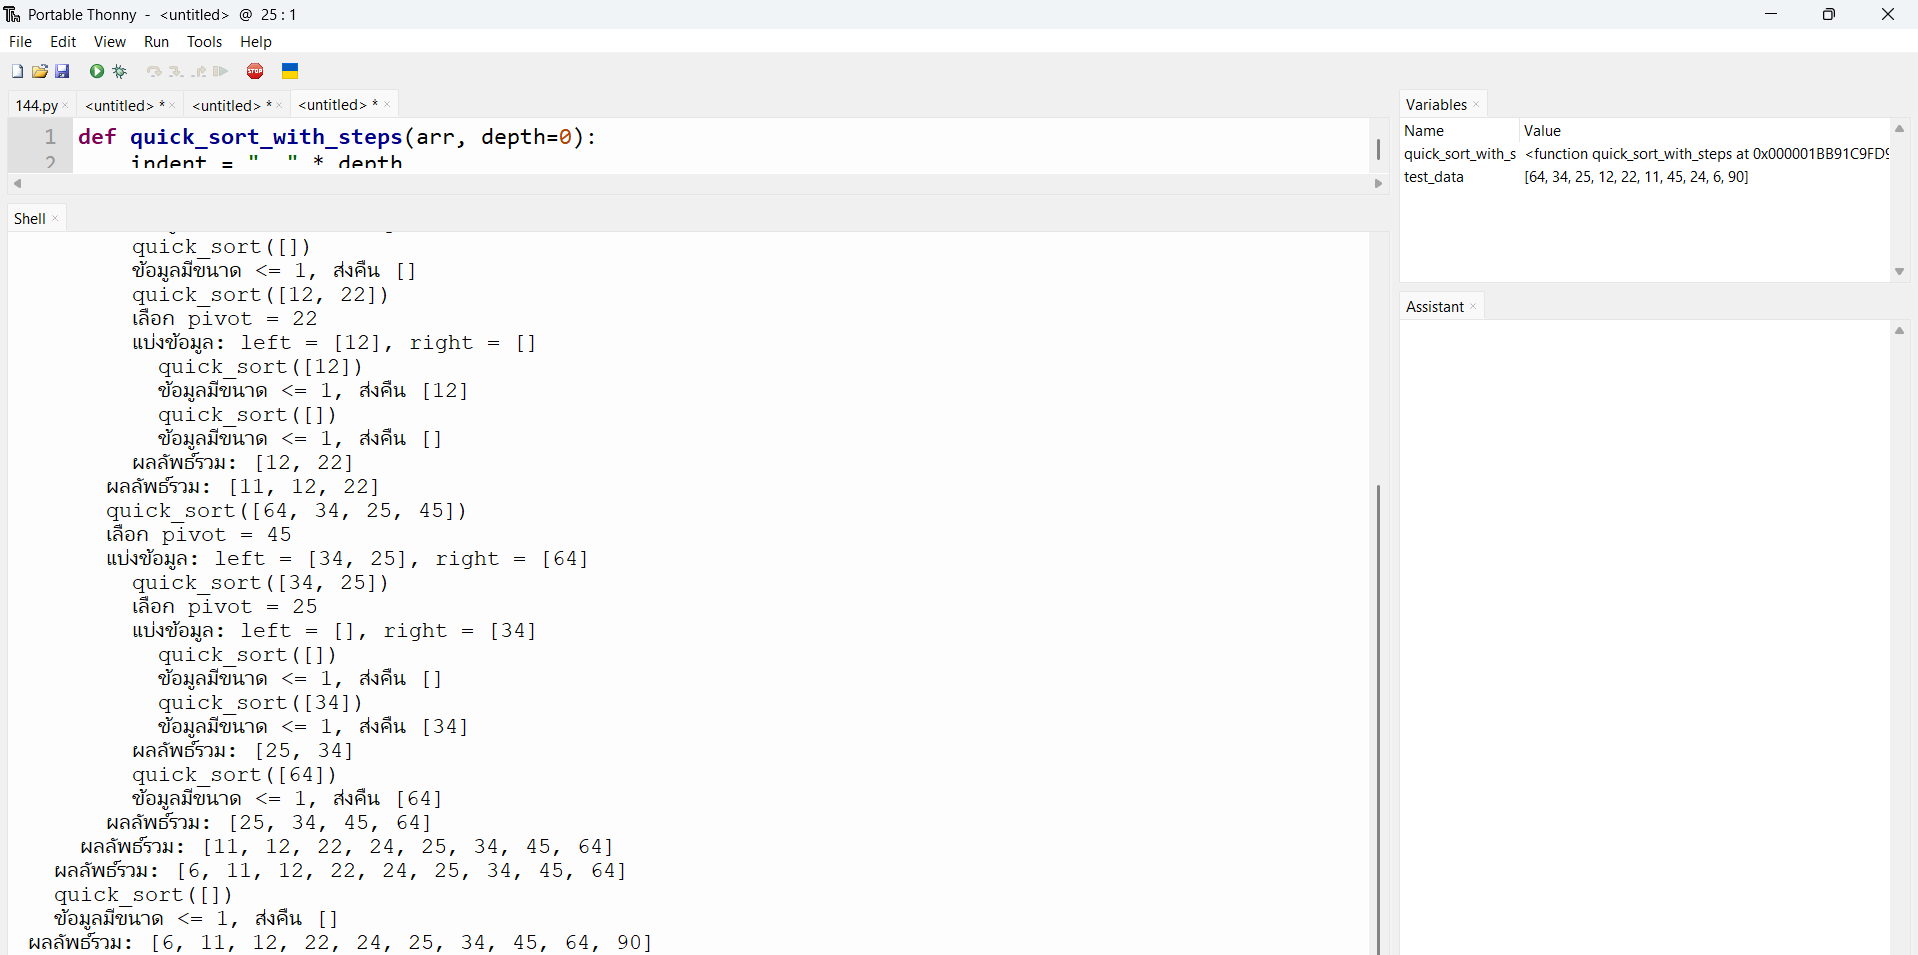 Portable Thonny - <untitled> @ 25 : 1
File Edit View Run Tools Help
144.py <untitled> * <untitled> * <untitled> *
1 def quick_sort_with_steps(arr, depth=0):
2 indent = "  " * depth
Shell
quick_sort([])
ข้อมูลมีขนาด <= 1, ส่งคืน []
quick_sort([12, 22])
เลือก pivot = 22
แบ่งข้อมูล: left = [12], right = []
quick_sort([12])
ข้อมูลมีขนาด <= 1, ส่งคืน [12]
quick_sort([])
ข้อมูลมีขนาด <= 1, ส่งคืน []
ผลลัพธ์รวม: [12, 22]
ผลลัพธ์รวม: [11, 12, 22]
quick_sort([64, 34, 25, 45])
เลือก pivot = 45
แบ่งข้อมูล: left = [34, 25], right = [64]
quick_sort([34, 25])
เลือก pivot = 25
แบ่งข้อมูล: left = [], right = [34]
quick_sort([])
ข้อมูลมีขนาด <= 1, ส่งคืน []
quick_sort([34])
ข้อมูลมีขนาด <= 1, ส่งคืน [34]
ผลลัพธ์รวม: [25, 34]
quick_sort([64])
ข้อมูลมีขนาด <= 1, ส่งคืน [64]
ผลลัพธ์รวม: [25, 34, 45, 64]
ผลลัพธ์รวม: [11, 12, 22, 24, 25, 34, 45, 64]
ผลลัพธ์รวม: [6, 11, 12, 22, 24, 25, 34, 45, 64]
quick_sort([])
ข้อมูลมีขนาด <= 1, ส่งคืน []
ผลลัพธ์รวม: [6, 11, 12, 22, 24, 25, 34, 45, 64, 90]
Variables
Name Value
quick_sort_with_s <function quick_sort_with_steps at 0x000001BB91C9FD9
test_data [64, 34, 25, 12, 22, 11, 45, 24, 6, 90]
Assistant